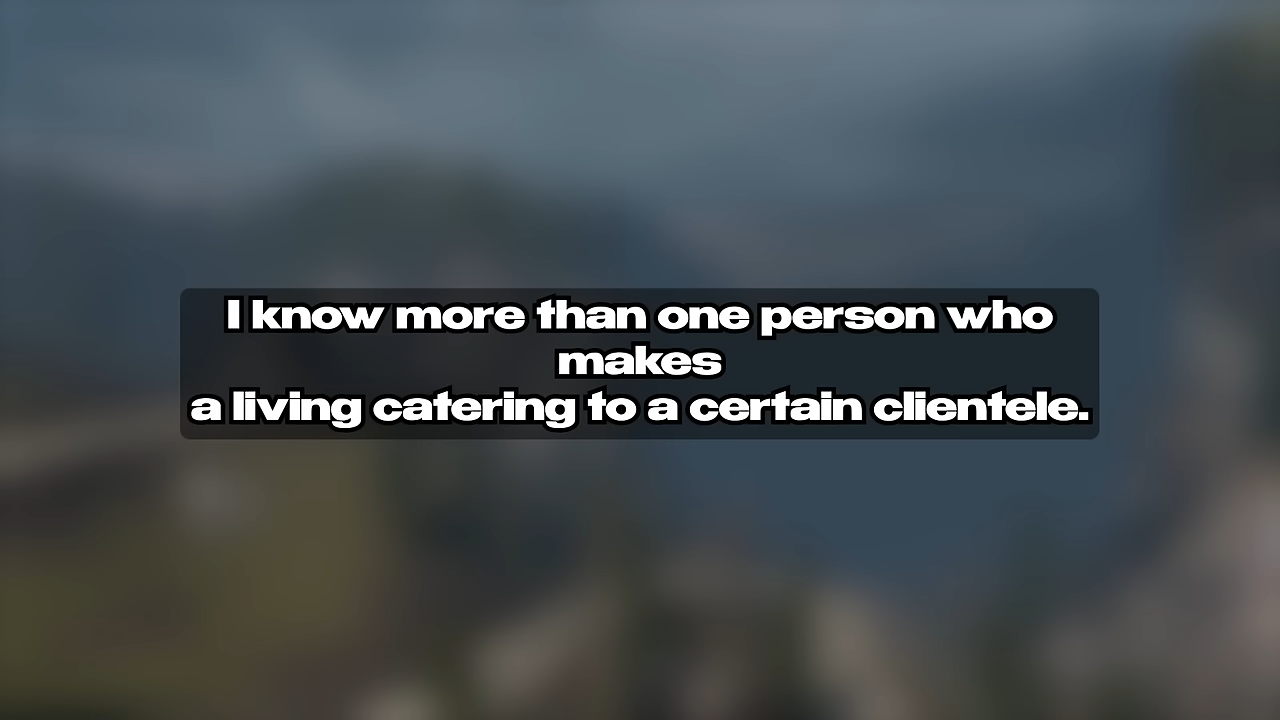 I know more than one person who
makes
a living catering to a certain clientele.